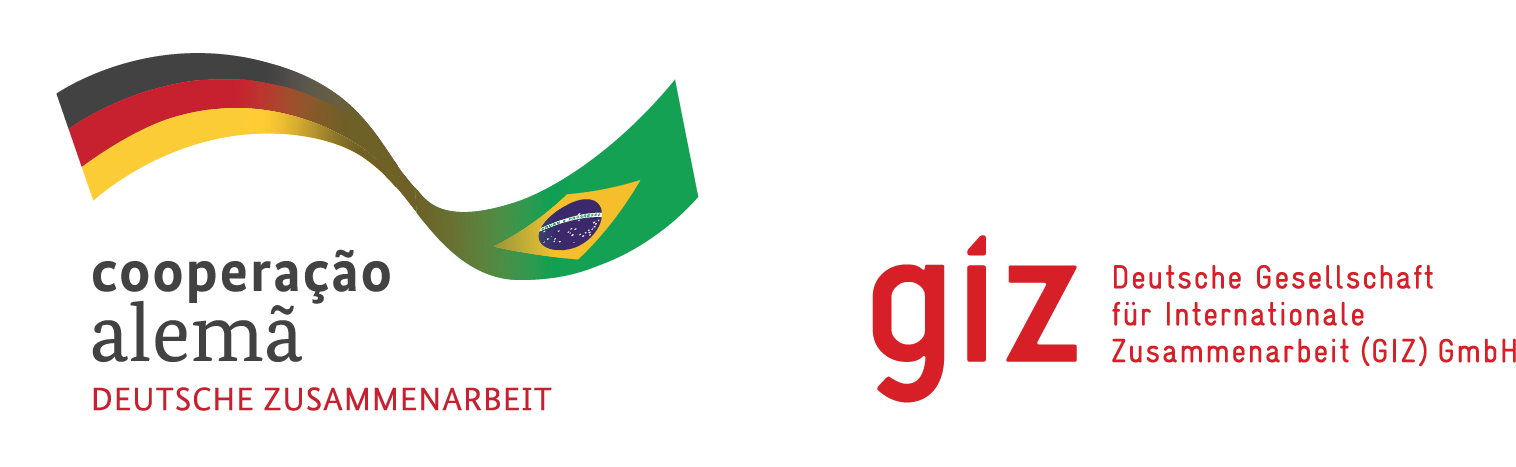 cooperação
alemã
DEUTSCHE ZUSAMMENARBEIT
giz
Deutsche Gesellschaft
für Internationale
Zusammenarbeit (GIZ) GmbH